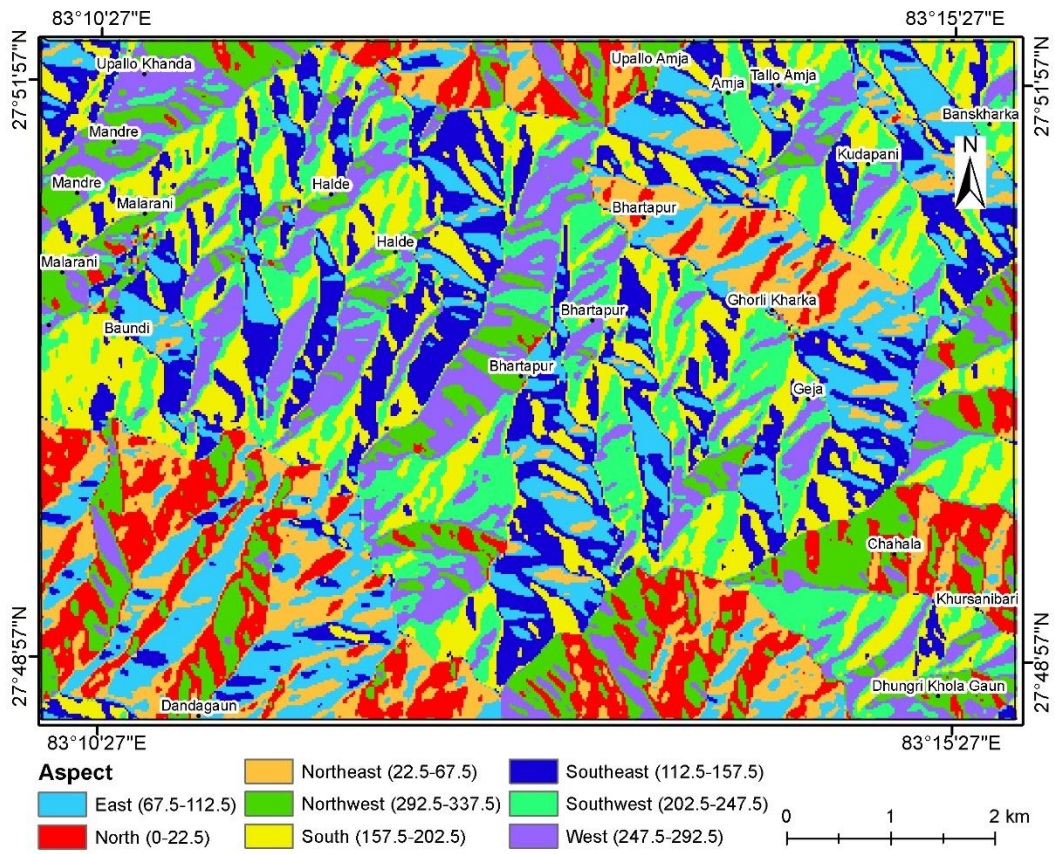 83°10'27"E 83°15'27"E
27°51'57"N
27°51'57"N
Upallo Khanda
Upallo Amja
Amja
Tallo Amja
Banskharka
Mandre
N
Kudapani
Mandre
Halde
Malarani
Bhartapur
Halde
Malarani
Ghorli Kharka
Bhartapur
Baundi
Bhartapur
Geja
Chahala
Khursanibari
27°48'57"N
27°48'57"N
Dhungri Khola Gaun
Dandagaun
83°10'27"E 83°15'27"E
Aspect
East (67.5-112.5)
North (0-22.5)
Northeast (22.5-67.5)
Northwest (292.5-337.5)
South (157.5-202.5)
Southeast (112.5-157.5)
Southwest (202.5-247.5)
West (247.5-292.5)
0 1 2 km